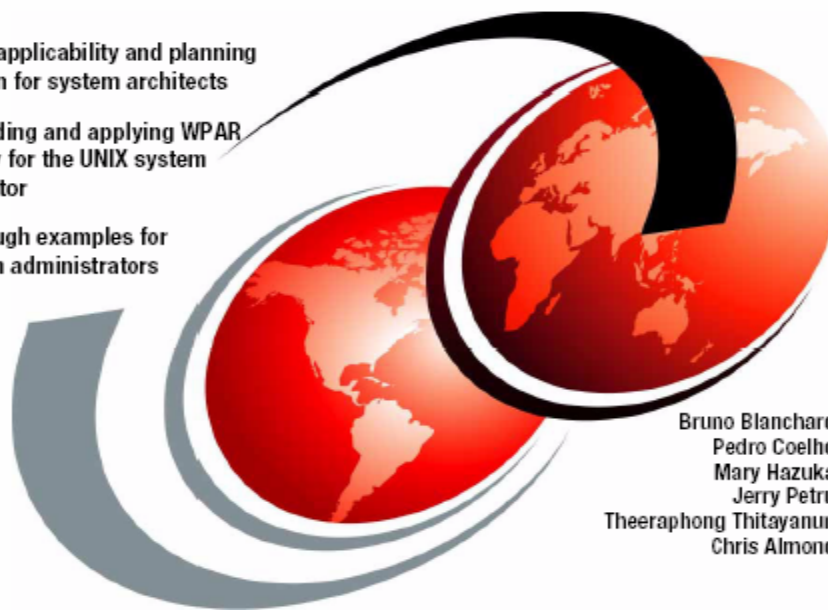 applicability and planning
for system architects
ding and applying WPAR
for the UNIX system
tor
ugh examples for
administrators
Bruno Blanchard
Pedro Coelho
Mary Hazuka
Jerry Petru
Theeraphong Thitayanun
Chris Almond